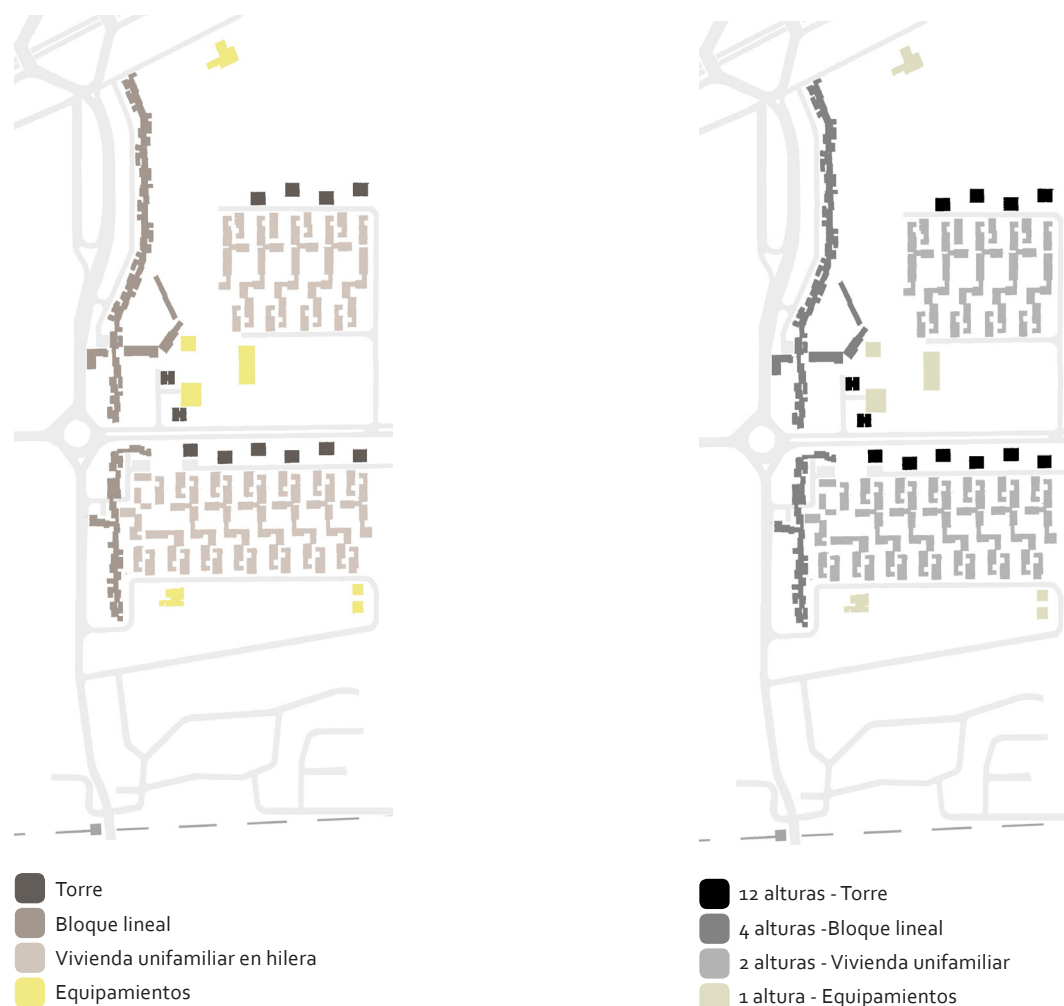 Torre
Bloque lineal
Vivienda unifamiliar en hilera
Equipamientos
12 alturas - Torre
4 alturas -Bloque lineal
2 alturas - Vivienda unifamiliar
1 altura - Equipamientos